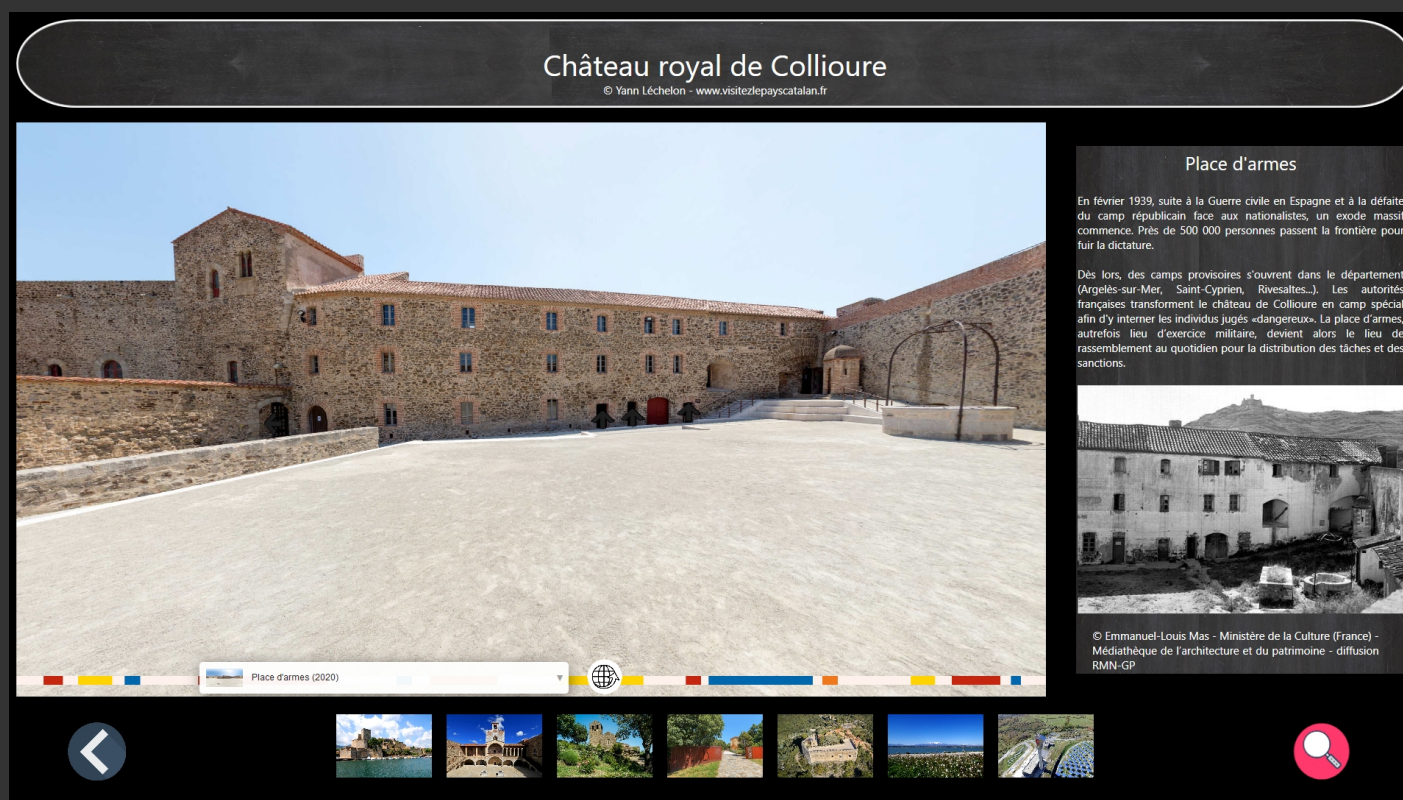 Château royal de Collioure
© Yann Léchelon - www.visitezlepayscatalan.fr
Place d'armes
En février 1939, suite à la Guerre civile en Espagne et à la défaite
du camp républicain face aux nationalistes, un exode massif
commence. Près de 500 000 personnes passent la frontière pour
fuir la dictature.
Dès lors, des camps provisoires s'ouvrent dans le département
(Argelès-sur-Mer, Saint-Cyprien, Rivesaltes...). Les autorités
françaises transforment le château de Collioure en camp spécial
afin d'y interner les individus jugés «dangereux». La place d'armes,
autrefois lieu d'exercice militaire, devient alors le lieu de
rassemblement au quotidien pour la distribution des tâches et des
sanctions.
© Emmanuel-Louis Mas - Ministère de la Culture (France) -
Médiathèque de l'architecture et du patrimoine - diffusion
RMN-GP
Place d'armes (2020)